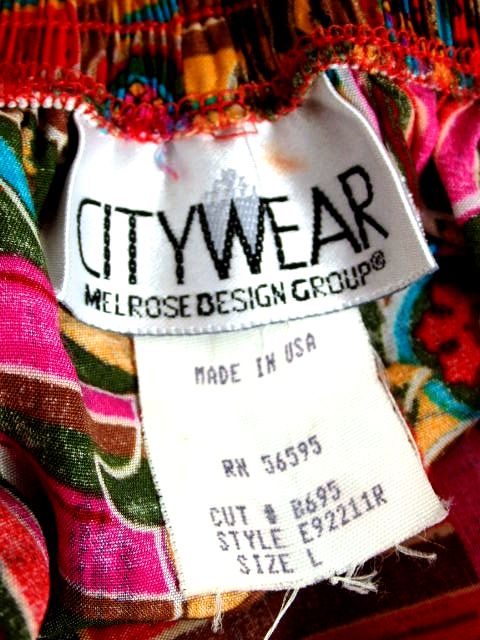 CITYWEAR
MELROSE DESIGN GROUP®
MADE IN USA
RN 56595
CUT # B695
STYLE E92211R
SIZE L